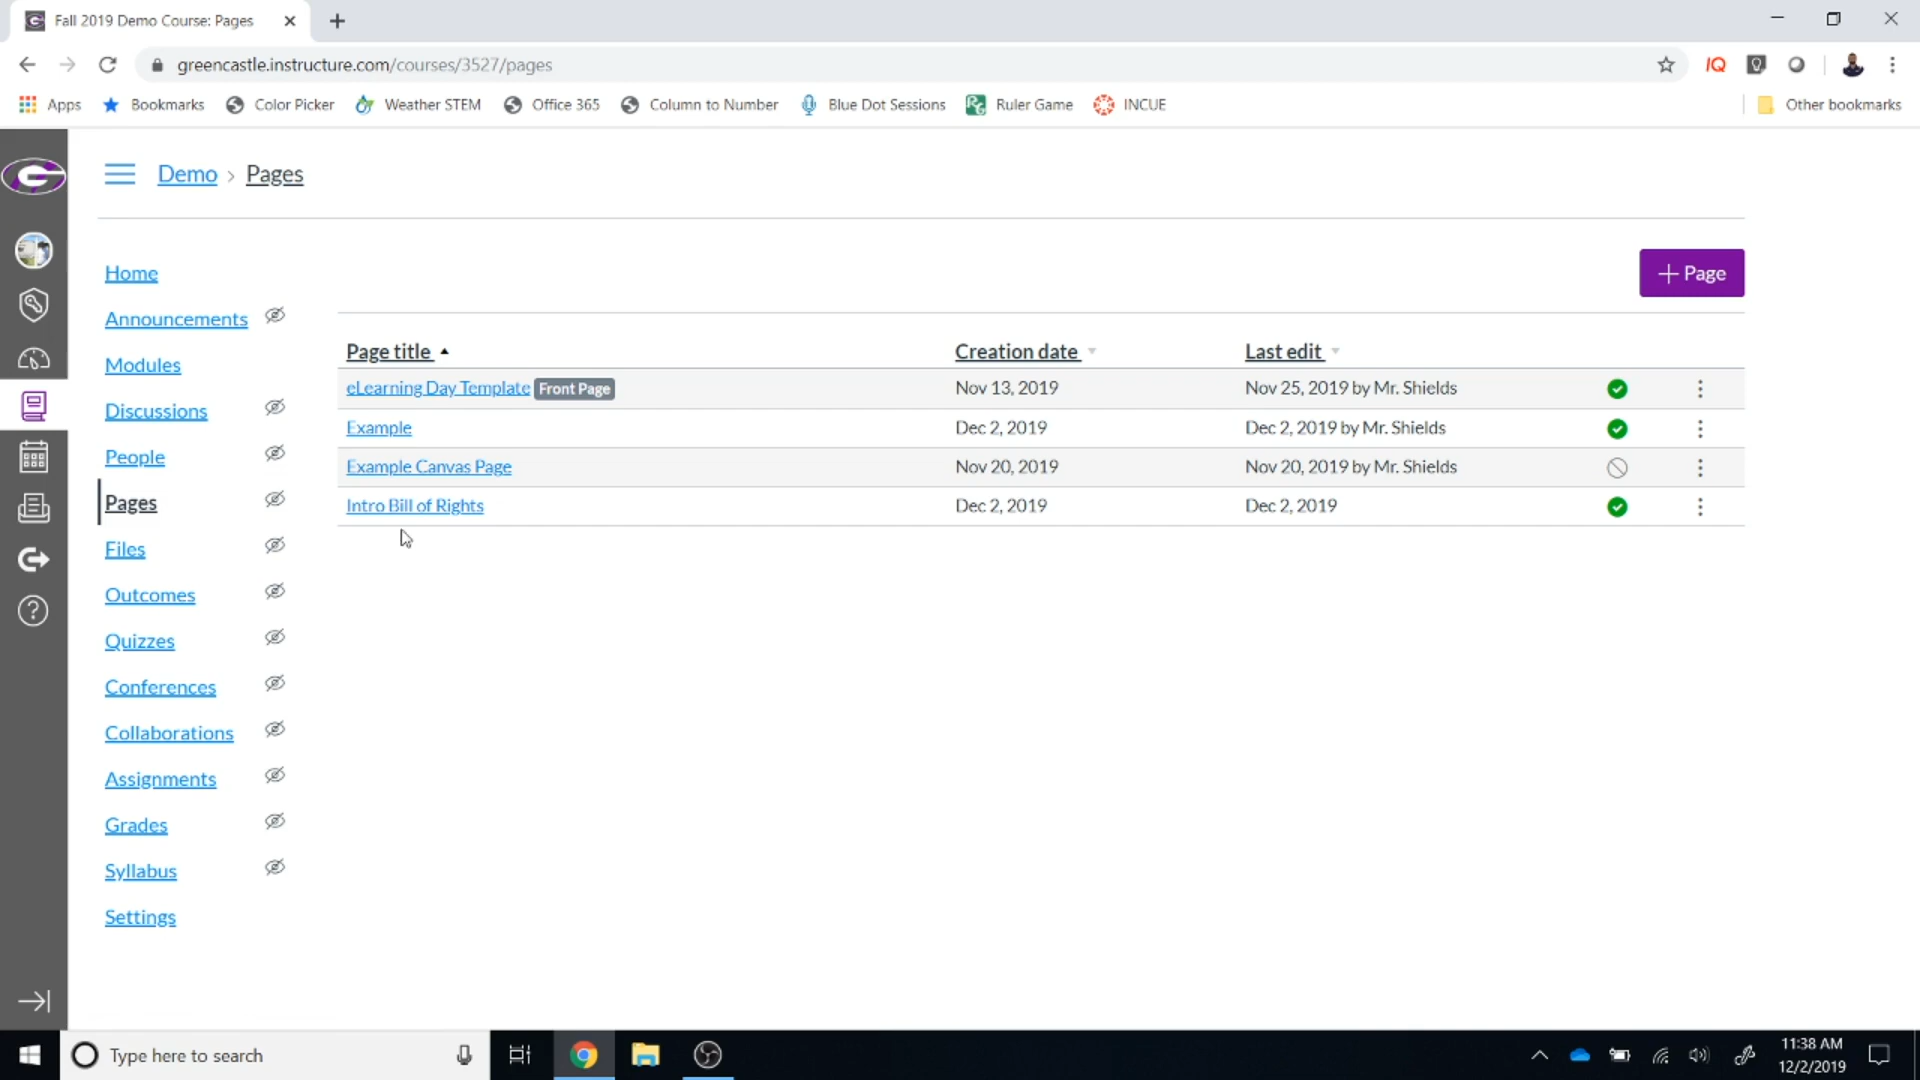 Fall 2019 Demo Course: Pages
greencastle.instructure.com/courses/3527/pages
IQ
Apps Bookmarks Color Picker Weather STEM Office 365 Column to Number Blue Dot Sessions Ruler Game INCUE Other bookmarks
Demo > Pages
Home
+ Page
Announcements
Modules
Discussions
People
Pages
Files
Outcomes
Quizzes
Conferences
Collaborations
Assignments
Grades
Syllabus
Settings
Page title Creation date Last edit
eLearning Day Template Front Page Nov 13, 2019 Nov 25, 2019 by Mr. Shields
Example Dec 2, 2019 Dec 2, 2019 by Mr. Shields
Example Canvas Page Nov 20, 2019 Nov 20, 2019 by Mr. Shields
Intro Bill of Rights Dec 2, 2019 Dec 2, 2019
Type here to search
11:38 AM
12/2/2019